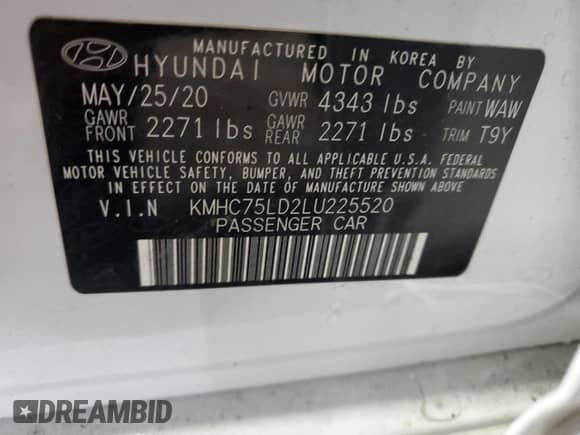 MANUFACTURED IN KOREA BY
HYUNDAI MOTOR COMPANY
MAY/25/20 GVWR 4343 lbs PAINT WAW
GAWR FRONT 2271 lbs GAWR REAR 2271 lbs TRIM T9Y
THIS VEHICLE CONFORMS TO ALL APPLICABLE U.S.A. FEDERAL
MOTOR VEHICLE SAFETY, BUMPER, AND THEFT PREVENTION STANDARDS
IN EFFECT ON THE DATE OF MANUFACTURE SHOWN ABOVE.
V.I.N KMHC75LD2LU225520
PASSENGER CAR
DREAMBID